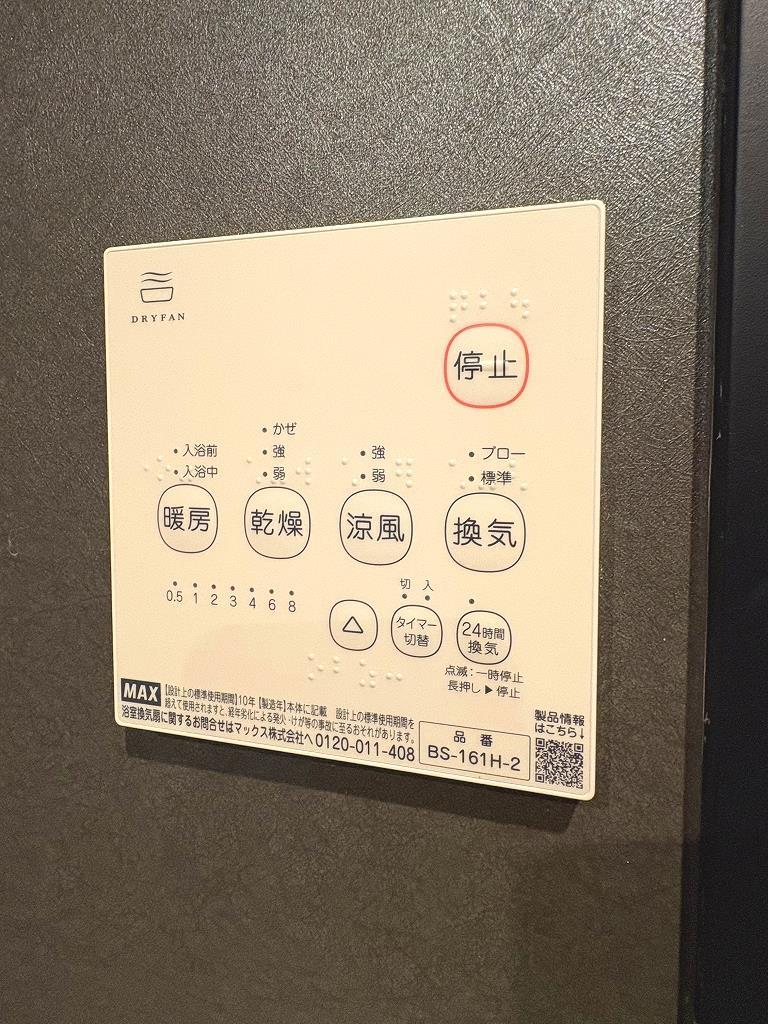 DRYFAN
停止
かぜ
入浴前
強
強
ブロー
入浴中
弱
弱
標準
暖房
乾燥
涼風
換気
0.5 1 2 3 4 6 8
切 入
△
タイマー
切替
24時間
換気
点滅:一時停止
長押し▶停止
MAX
【設計上の標準使用期間】10年【製造年】本体に記載 設計上の標準使用期間を
超えて使用されますと、経年劣化による発火・けが等の事故に至るおそれがあります。
浴室換気扇に関するお問合せはマックス株式会社へ 0120-011-408
品番
BS-161H-2
製品情報
はこちら↓